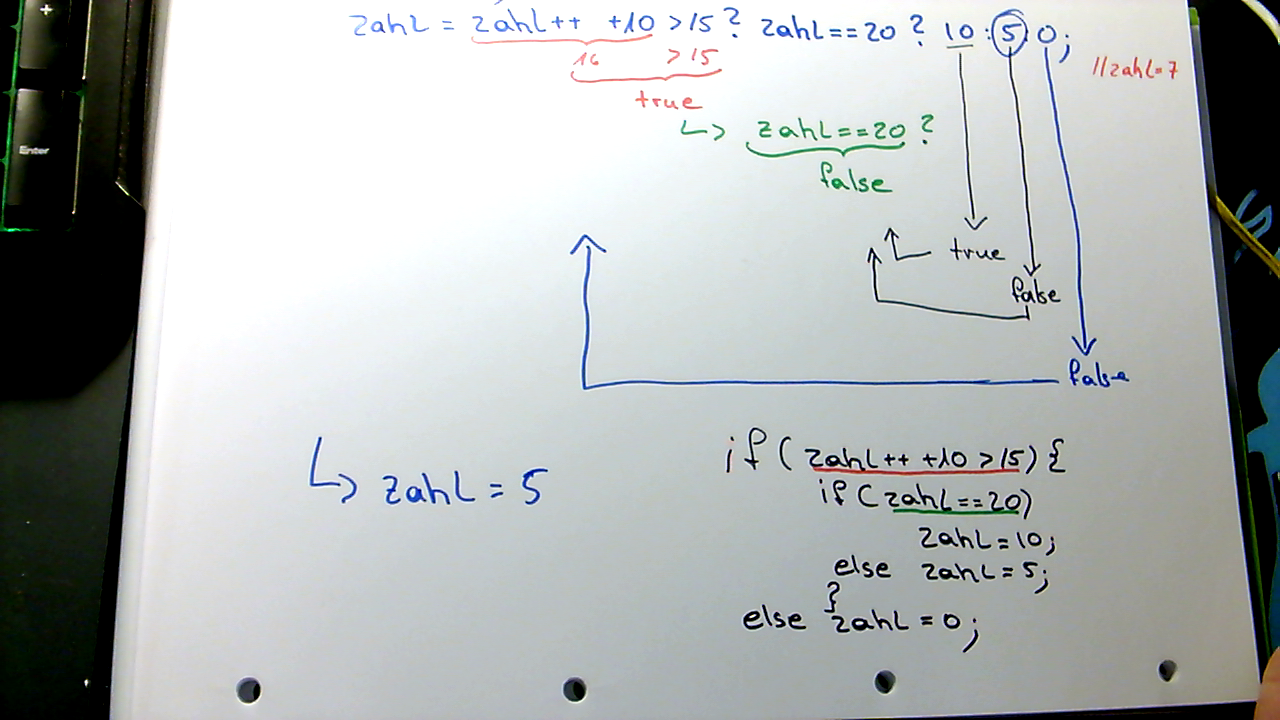 zahl = zahl++ +10 > 15 ? zahl == 20 ? 10 : 5 : 0;
16 > 15
//zahl = 7
true
↳ zahl == 20 ?
false
true
false
false
↳ zahl = 5
if ( zahl++ +10 > 15) {
if ( zahl == 20)
zahl = 10;
else zahl = 5;
}
else zahl = 0;
+
Enter